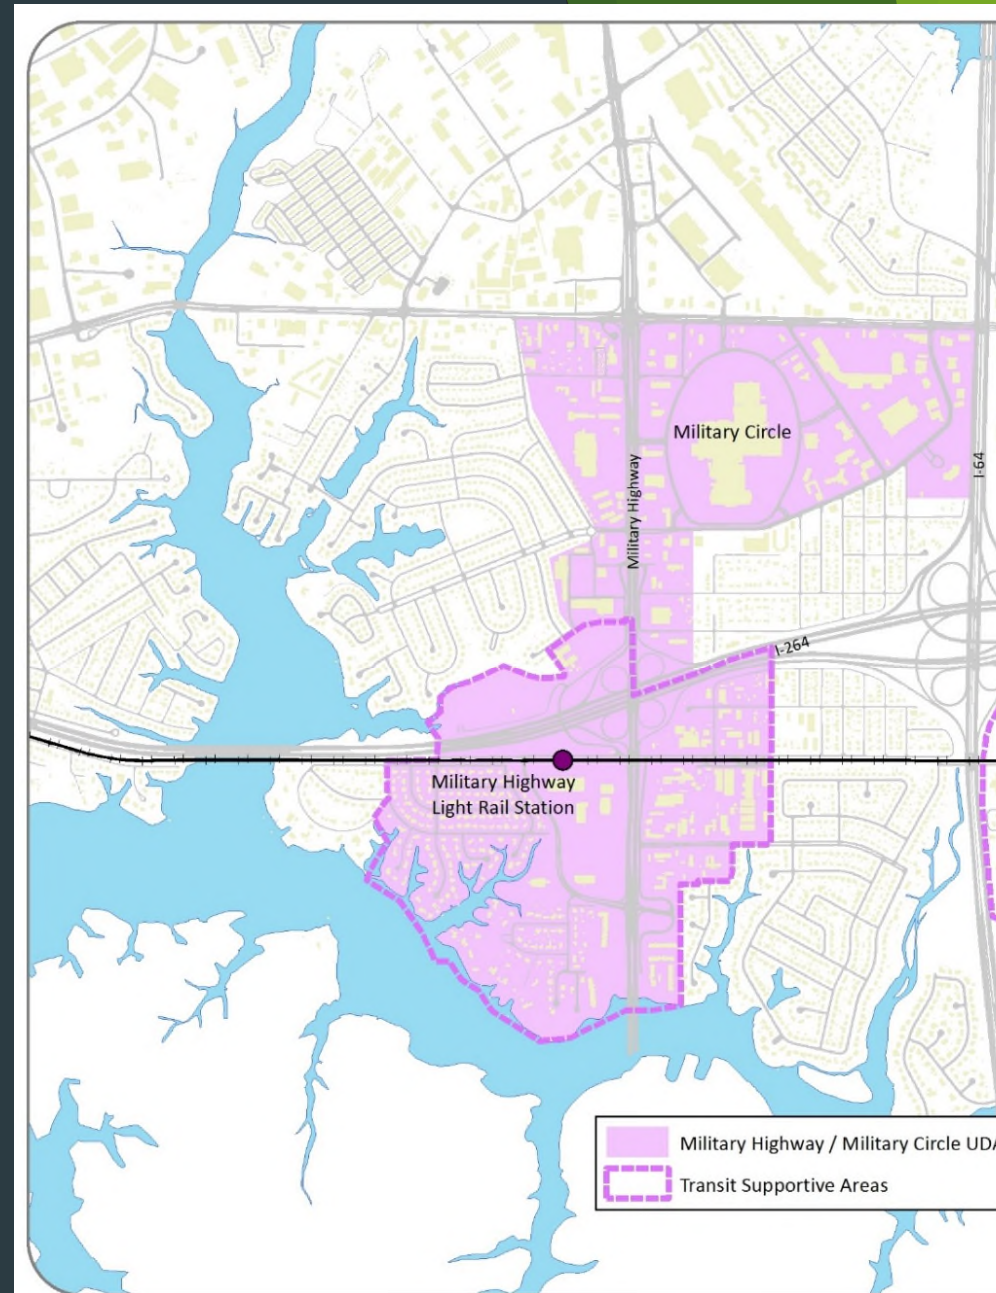 Military Circle
Military Highway
I-64
I-264
Military Highway
Light Rail Station
Military Highway / Military Circle UDA
Transit Supportive Areas